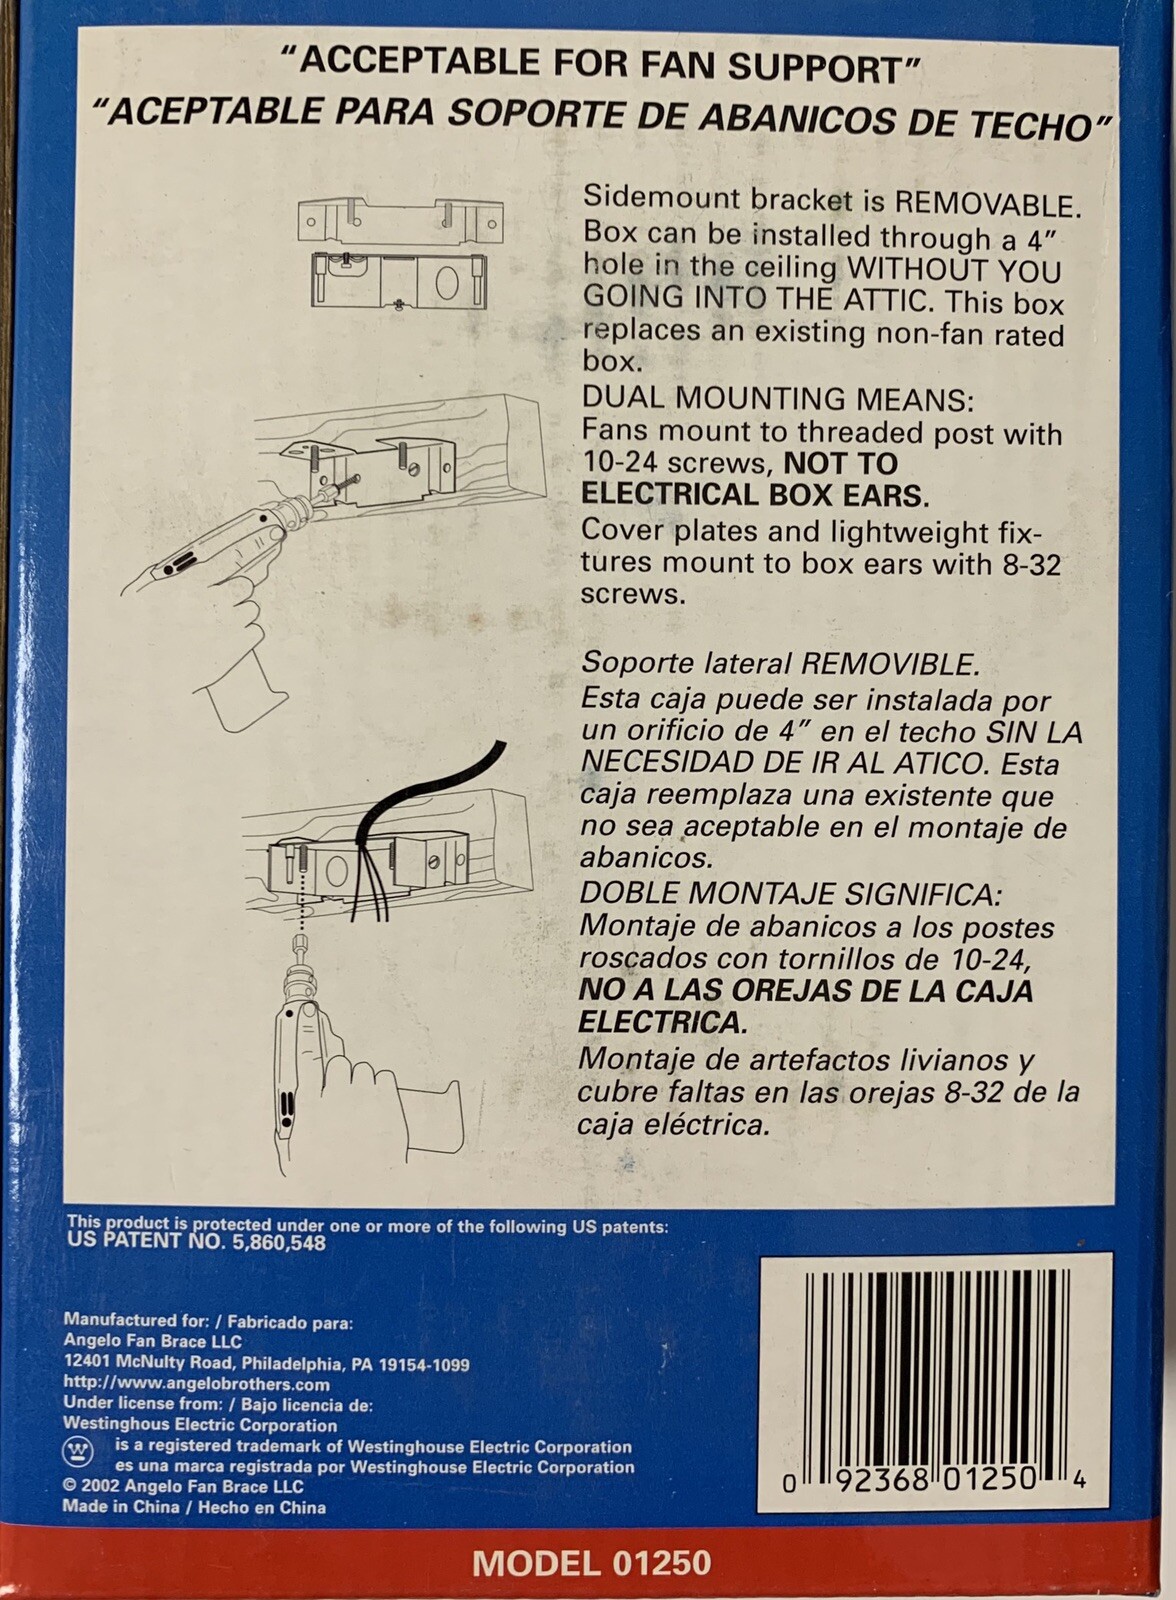 "ACCEPTABLE FOR FAN SUPPORT"
"ACEPTABLE PARA SOPORTE DE ABANICOS DE TECHO"
Sidemount bracket is REMOVABLE.
Box can be installed through a 4"
hole in the ceiling WITHOUT YOU
GOING INTO THE ATTIC. This box
replaces an existing non-fan rated
box.
DUAL MOUNTING MEANS:
Fans mount to threaded post with
10-24 screws, NOT TO
ELECTRICAL BOX EARS.
Cover plates and lightweight fix-
tures mount to box ears with 8-32
screws.
Soporte lateral REMOVIBLE.
Esta caja puede ser instalada por
un orificio de 4" en el techo SIN LA
NECESIDAD DE IR AL ATICO. Esta
caja reemplaza una existente que
no sea aceptable en el montaje de
abanicos.
DOBLE MONTAJE SIGNIFICA:
Montaje de abanicos a los postes
roscados con tornillos de 10-24,
NO A LAS OREJAS DE LA CAJA
ELECTRICA.
Montaje de artefactos livianos y
cubre faltas en las orejas 8-32 de la
caja eléctrica.
This product is protected under one or more of the following US patents:
US PATENT NO. 5,860,548
Manufactured for: / Fabricado para:
Angelo Fan Brace LLC
12401 McNulty Road, Philadelphia, PA 19154-1099
http://www.angelobrothers.com
Under license from: / Bajo licencia de:
Westinghous Electric Corporation
W is a registered trademark of Westinghouse Electric Corporation
es una marca registrada por Westinghouse Electric Corporation
© 2002 Angelo Fan Brace LLC
Made in China / Hecho en China
0 92368 01250 4
MODEL 01250